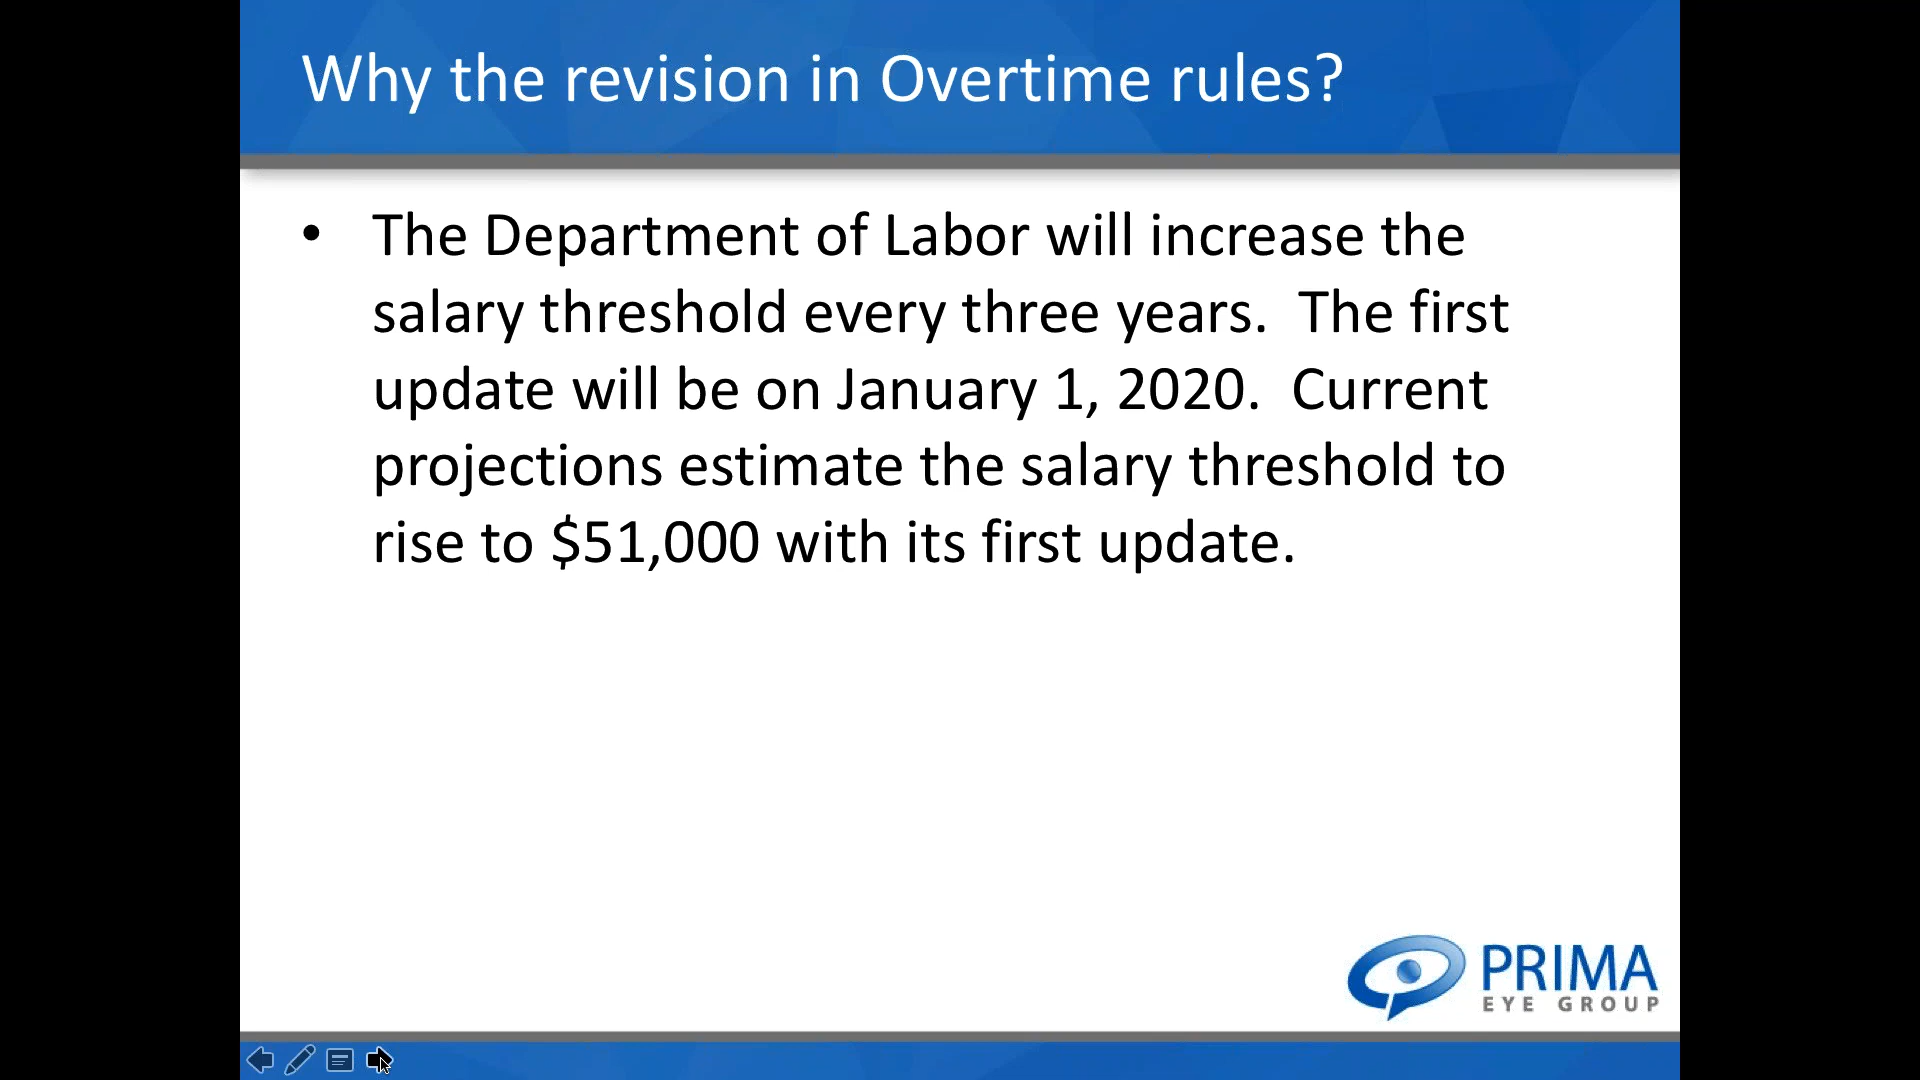 Why the revision in Overtime rules?
• The Department of Labor will increase the
salary threshold every three years.  The first
update will be on January 1, 2020.  Current
projections estimate the salary threshold to
rise to $51,000 with its first update.
PRIMA
EYE GROUP